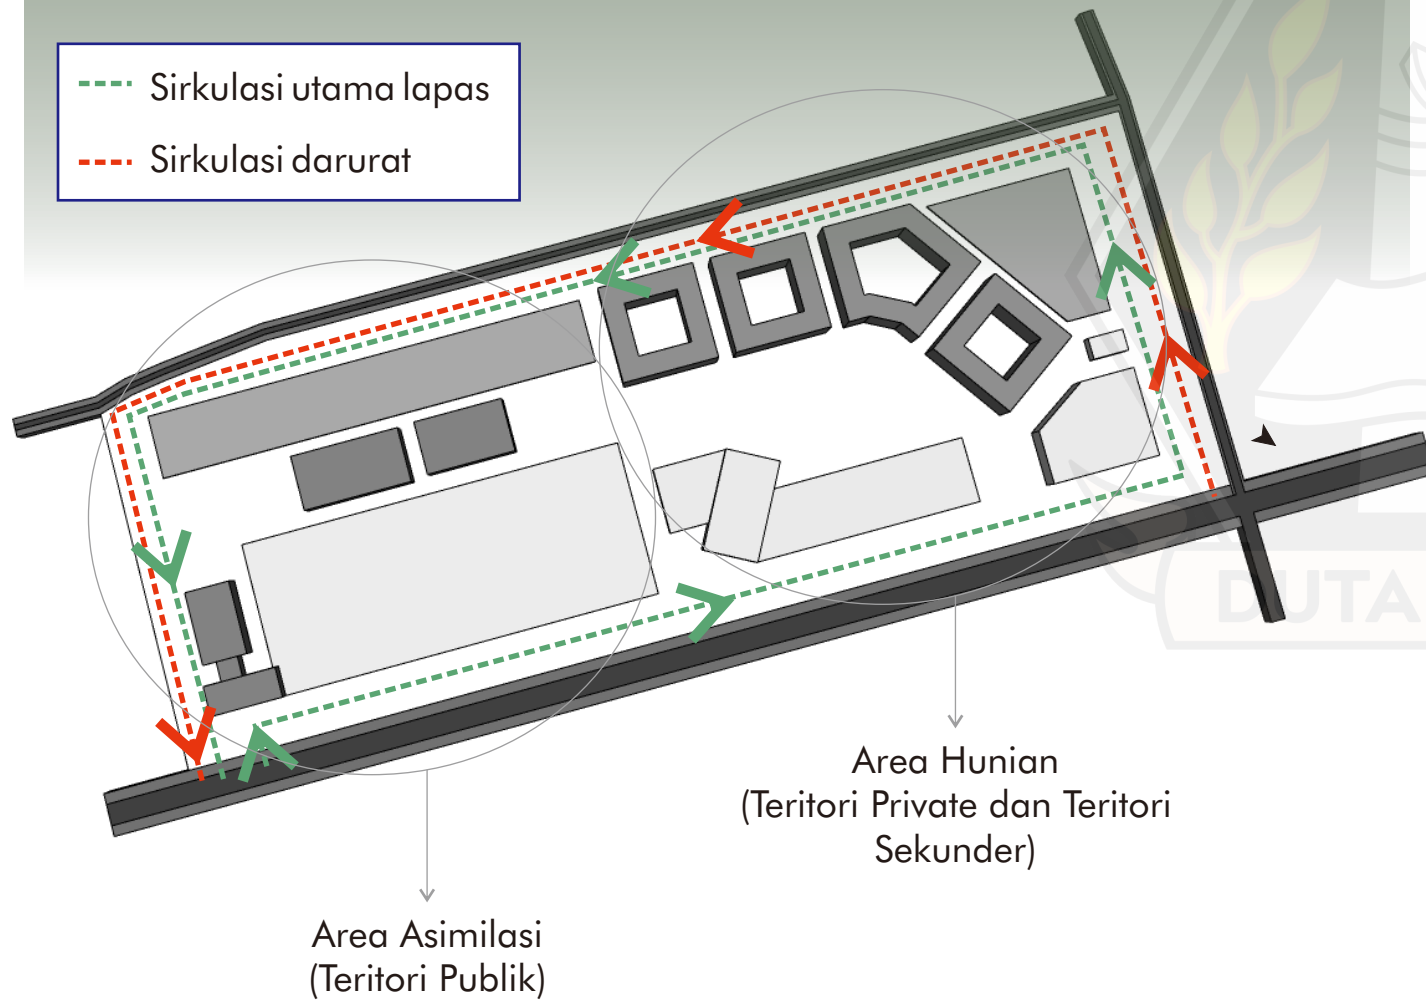 Sirkulasi utama lapas
Sirkulasi darurat
DUTA
Area Hunian
(Teritori Private dan Teritori
Sekunder)
Area Asimilasi
(Teritori Publik)